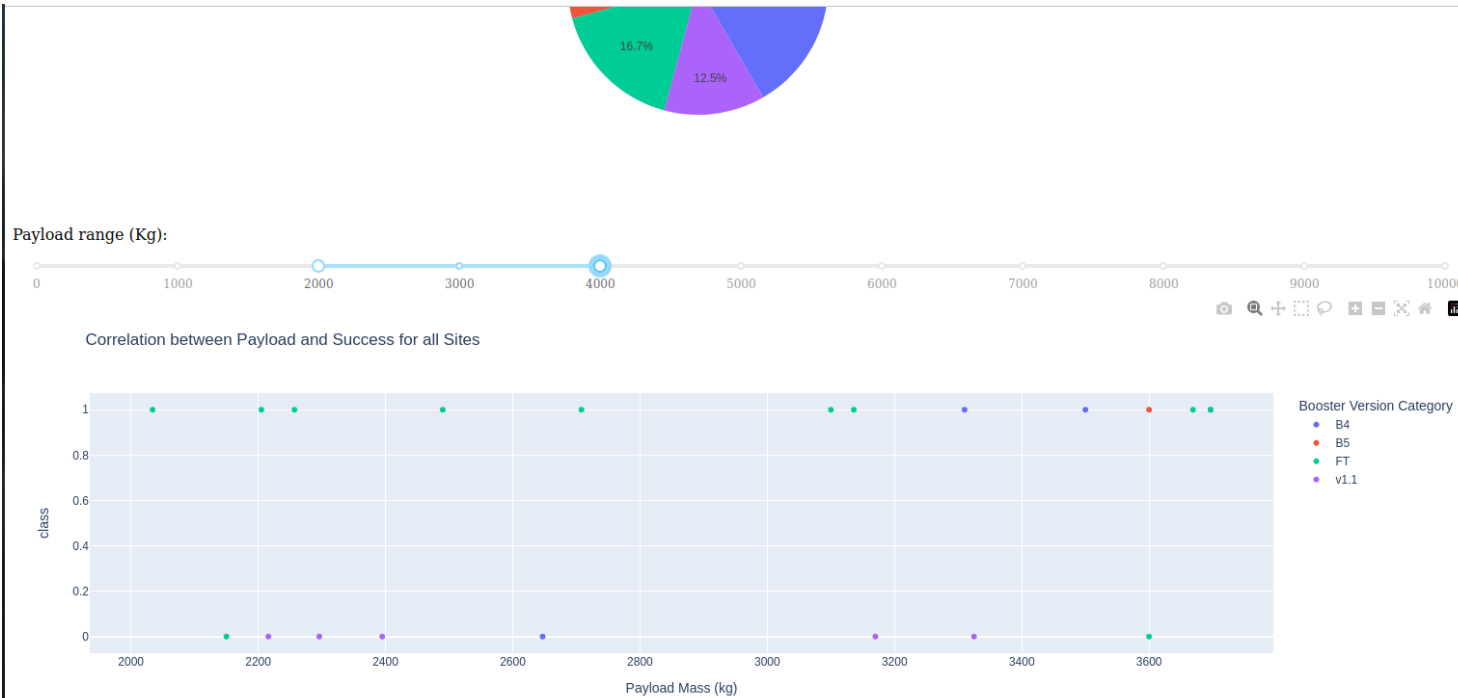 16.7%
12.5%
Payload range (Kg):
0 1000 2000 3000 4000 5000 6000 7000 8000 9000 10000
Correlation between Payload and Success for all Sites
Booster Version Category
B4
B5
FT
v1.1
1
0.8
0.6
0.4
0.2
0
class
2000 2200 2400 2600 2800 3000 3200 3400 3600
Payload Mass (kg)